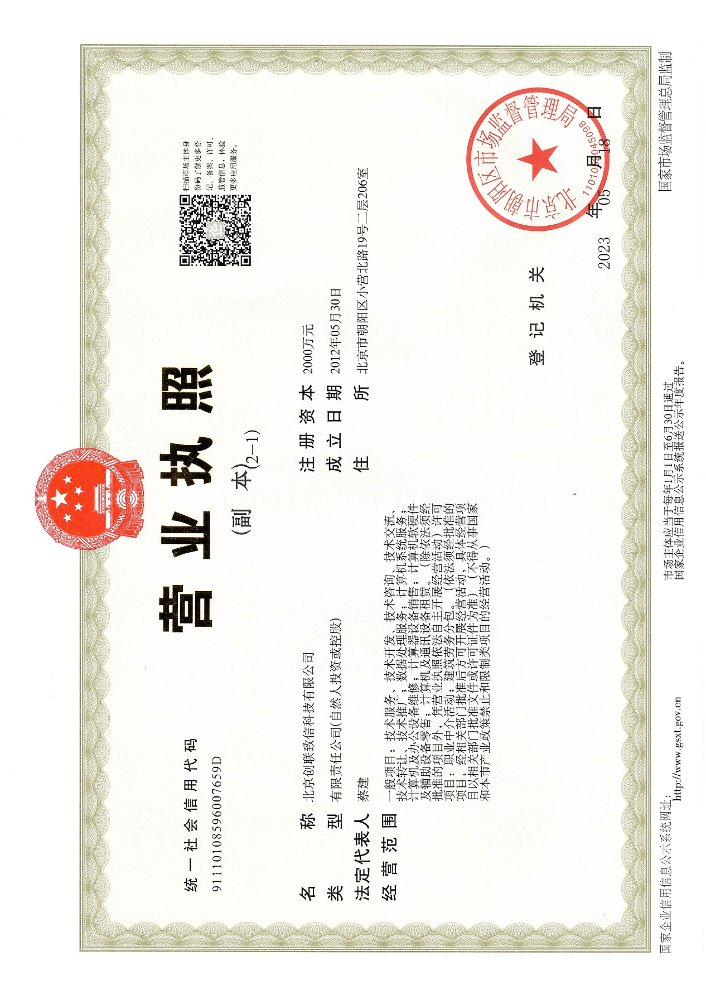 统一社会信用代码
91110108596007659D
营业执照
(副 本)(2-1)
扫描市场主体身
份码了解更多登
记、备案、许可、
监管信息，体验
更多应用服务。
名 称 北京创联致信科技有限公司
类 型 有限责任公司(自然人投资或控股)
法定代表人 蔡建
经营范围 一般项目：技术服务、技术开发、技术咨询、技术交流、
技术转让、技术推广；数据处理服务；计算机系统服务；
计算机及办公设备维修；计算器设备销售；计算机软硬件
及辅助设备零售；计算机及通讯设备租赁。（除依法须经
批准的项目外，凭营业执照依法自主开展经营活动）许可
项目：职业中介活动；建筑劳务分包。（依法须经批准的
项目，经相关部门批准后方可开展经营活动，具体经营项
目以相关部门批准文件或许可证件为准）（不得从事国家
和本市产业政策禁止和限制类项目的经营活动。）
注册资本 2000万元
成立日期 2012年05月30日
住 所 北京市朝阳区小营北路19号二层206室
登记机关
北京市朝阳区市场监督管理局
2023年05月18日
国家企业信用信息公示系统网址：
http://www.gsxt.gov.cn
市场主体应当于每年1月1日至6月30日通过
国家企业信用信息公示系统报送公示年度报告。
国家市场监督管理总局监制